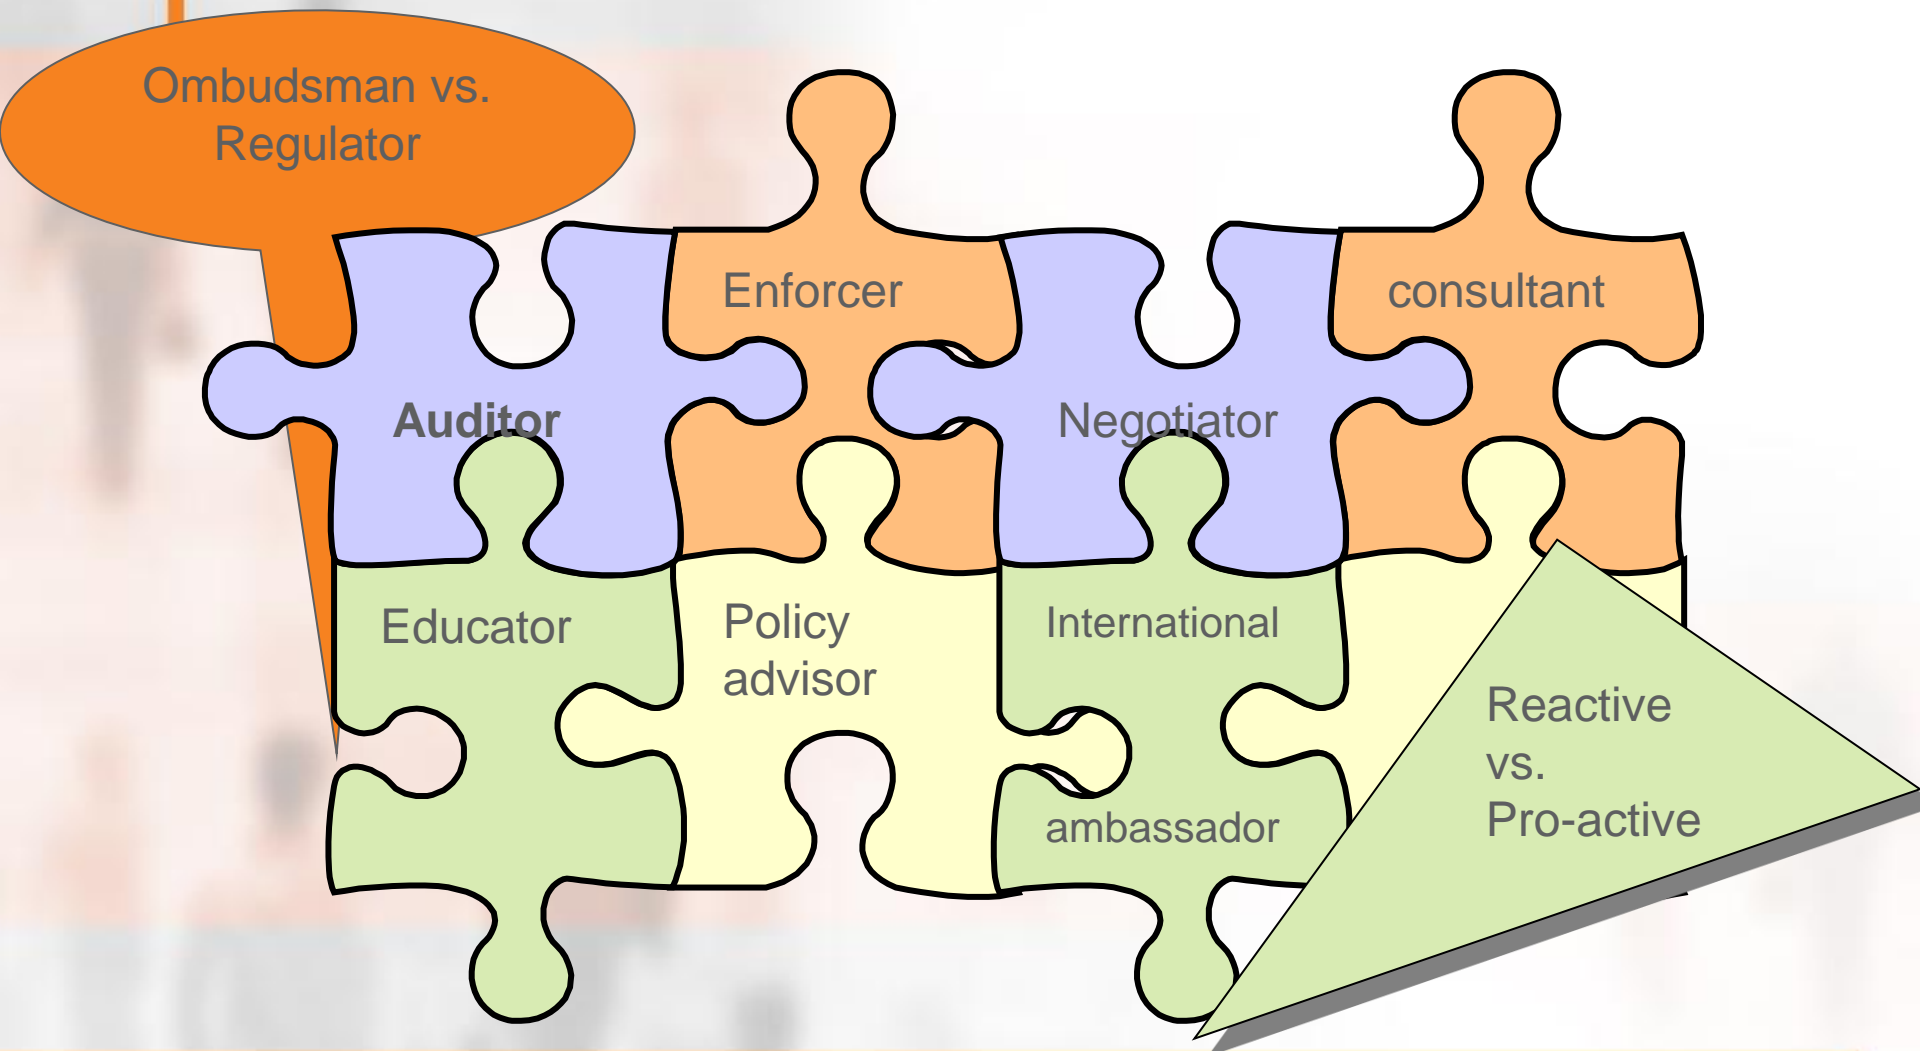 Ombudsman vs.
Regulator
Enforcer
consultant
Auditor
Negotiator
Educator
Policy
advisor
International
ambassador
Reactive
vs.
Pro-active